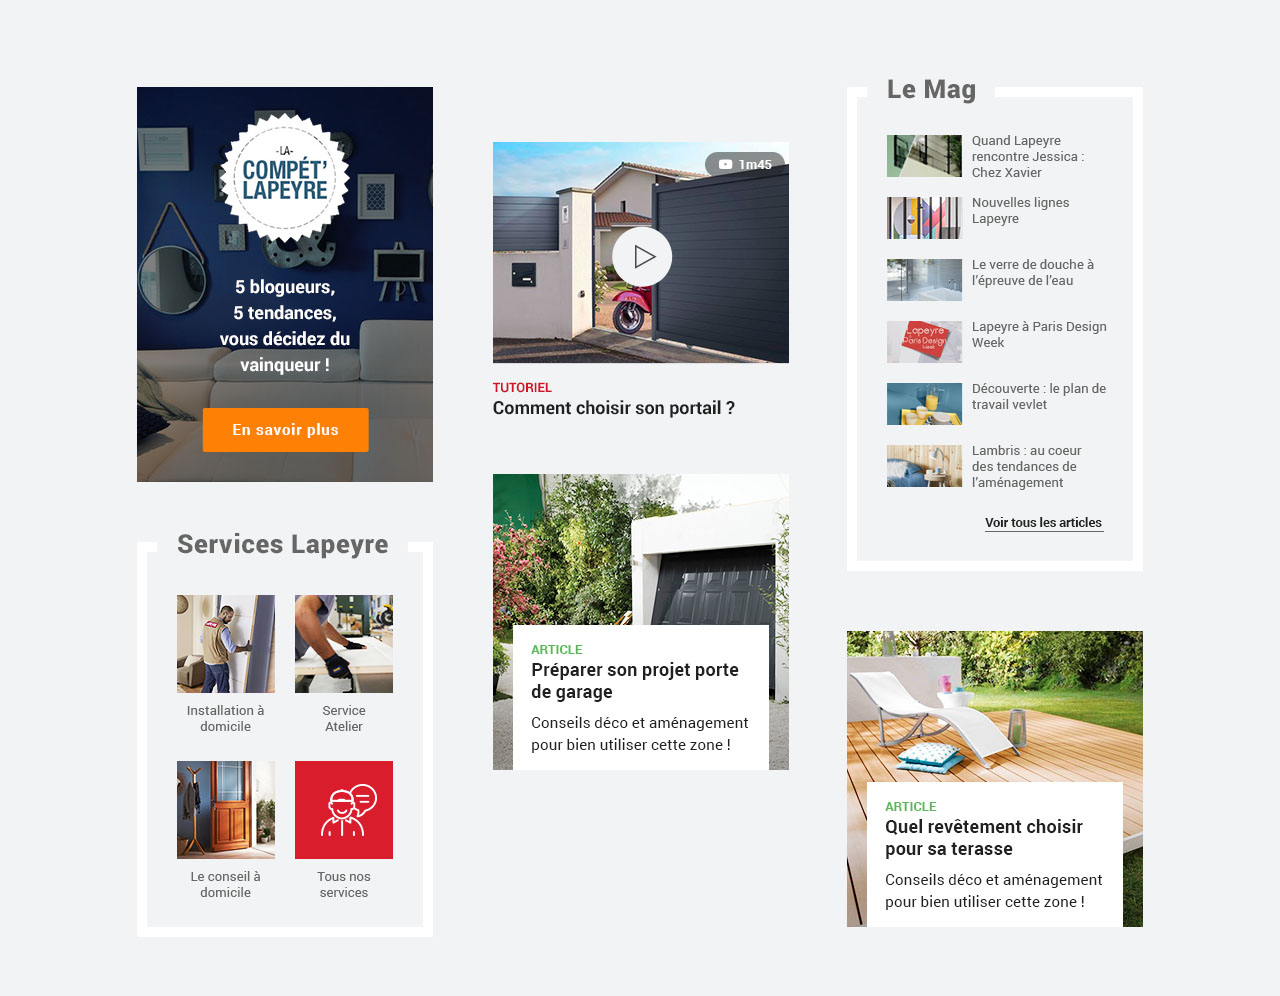 -LA-
COMPÉT'
LAPEYRE
5 blogueurs,
5 tendances,
vous décidez du
vainqueur !
En savoir plus
Services Lapeyre
Installation à
domicile
Service
Atelier
Le conseil à
domicile
Tous nos
services
1m45
TUTORIEL
Comment choisir son portail ?
ARTICLE
Préparer son projet porte
de garage
Conseils déco et aménagement
pour bien utiliser cette zone !
Le Mag
Quand Lapeyre
rencontre Jessica :
Chez Xavier
Nouvelles lignes
Lapeyre
Le verre de douche à
l'épreuve de l'eau
Lapeyre
Paris Design
Week
Lapeyre à Paris Design
Week
Découverte : le plan de
travail vevlet
Lambris : au coeur
des tendances de
l'aménagement
Voir tous les articles
ARTICLE
Quel revêtement choisir
pour sa terasse
Conseils déco et aménagement
pour bien utiliser cette zone !